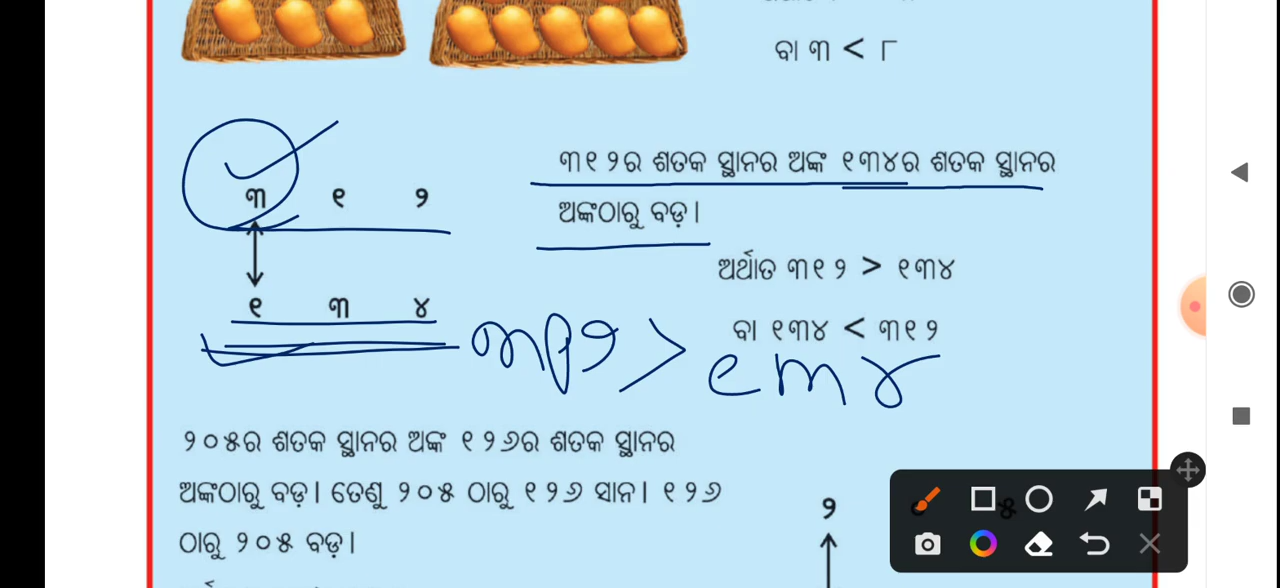 ବା ୩ < ୮
୩ ୧ ୨
୩୧୨ର ଶତକ ସ୍ଥାନର ଅଙ୍କ ୧୩୪ର ଶତକ ସ୍ଥାନର
ଅଙ୍କଠାରୁ ବଡ଼।
ଅର୍ଥାତ ୩୧୨ > ୧୩୪
୧ ୩ ୪
ବା ୧୩୪ < ୩୧୨
୩୧୨ > ୧୩୪
୨୦୫ର ଶତକ ସ୍ଥାନର ଅଙ୍କ ୧୨୬ର ଶତକ ସ୍ଥାନର
ଅଙ୍କଠାରୁ ବଡ଼। ତେଣୁ ୨୦୫ ଠାରୁ ୧୨୬ ସାନ। ୧୨୬
ଠାରୁ ୨୦୫ ବଡ଼।
୨